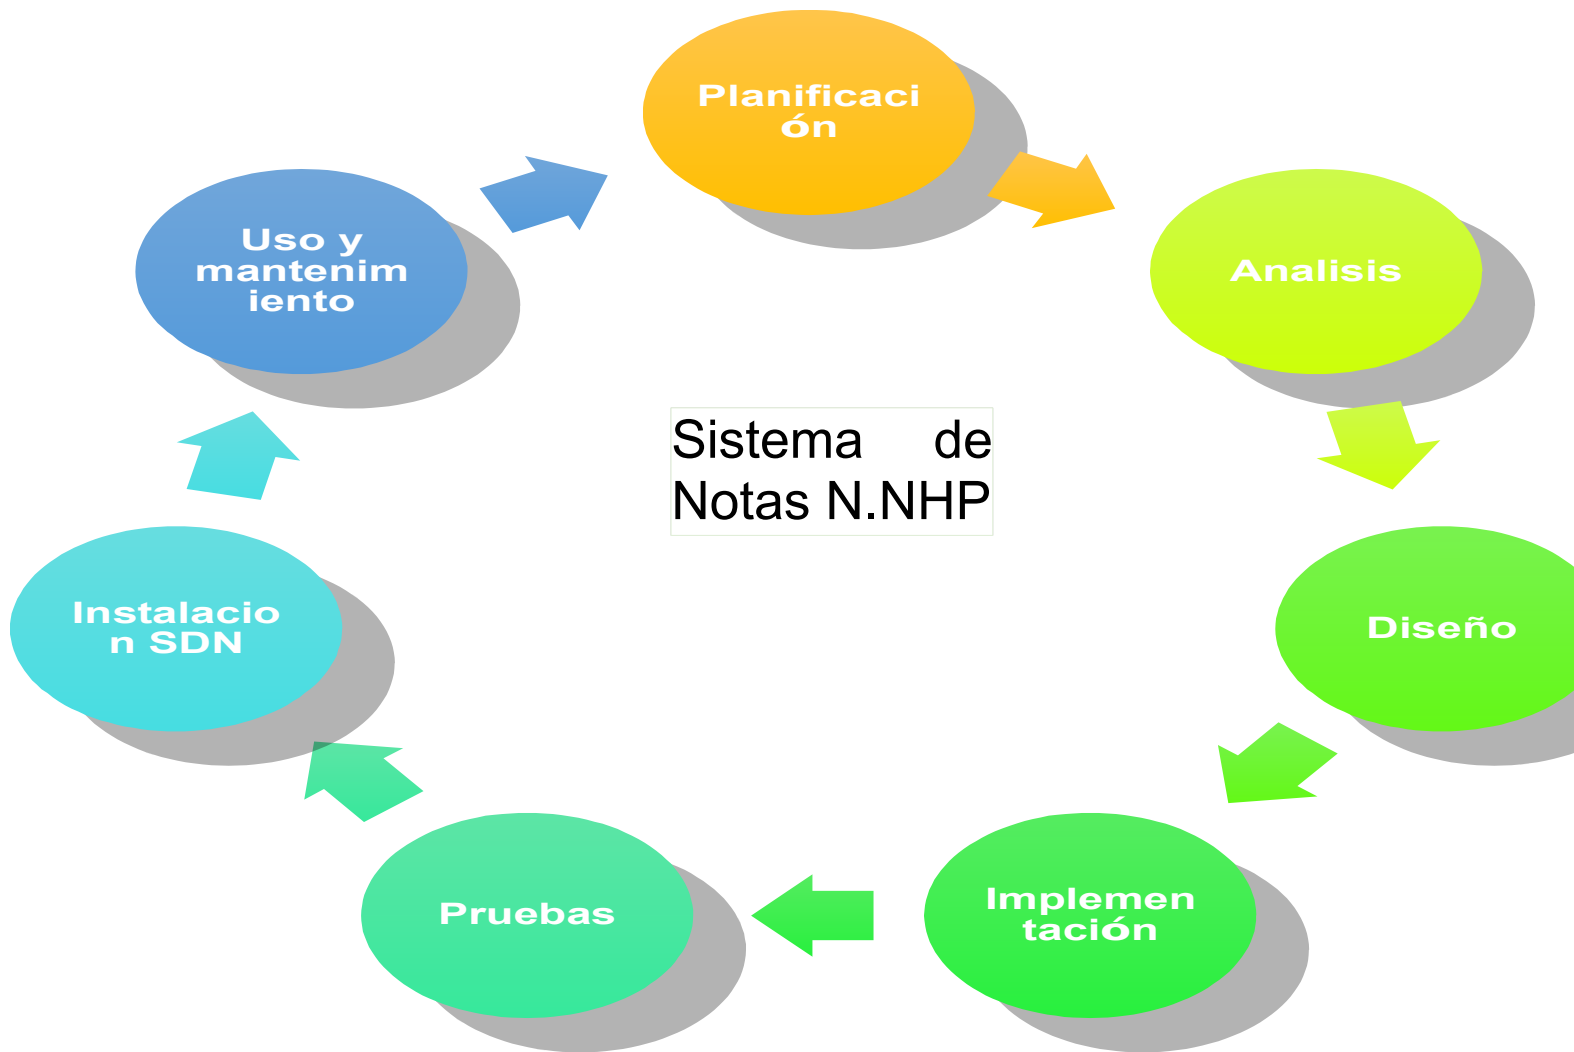 Planificaci
ón
Analisis
Diseño
Implemen
tación
Pruebas
Instalacio
n SDN
Uso y
mantenim
iento
Sistema de
Notas N.NHP